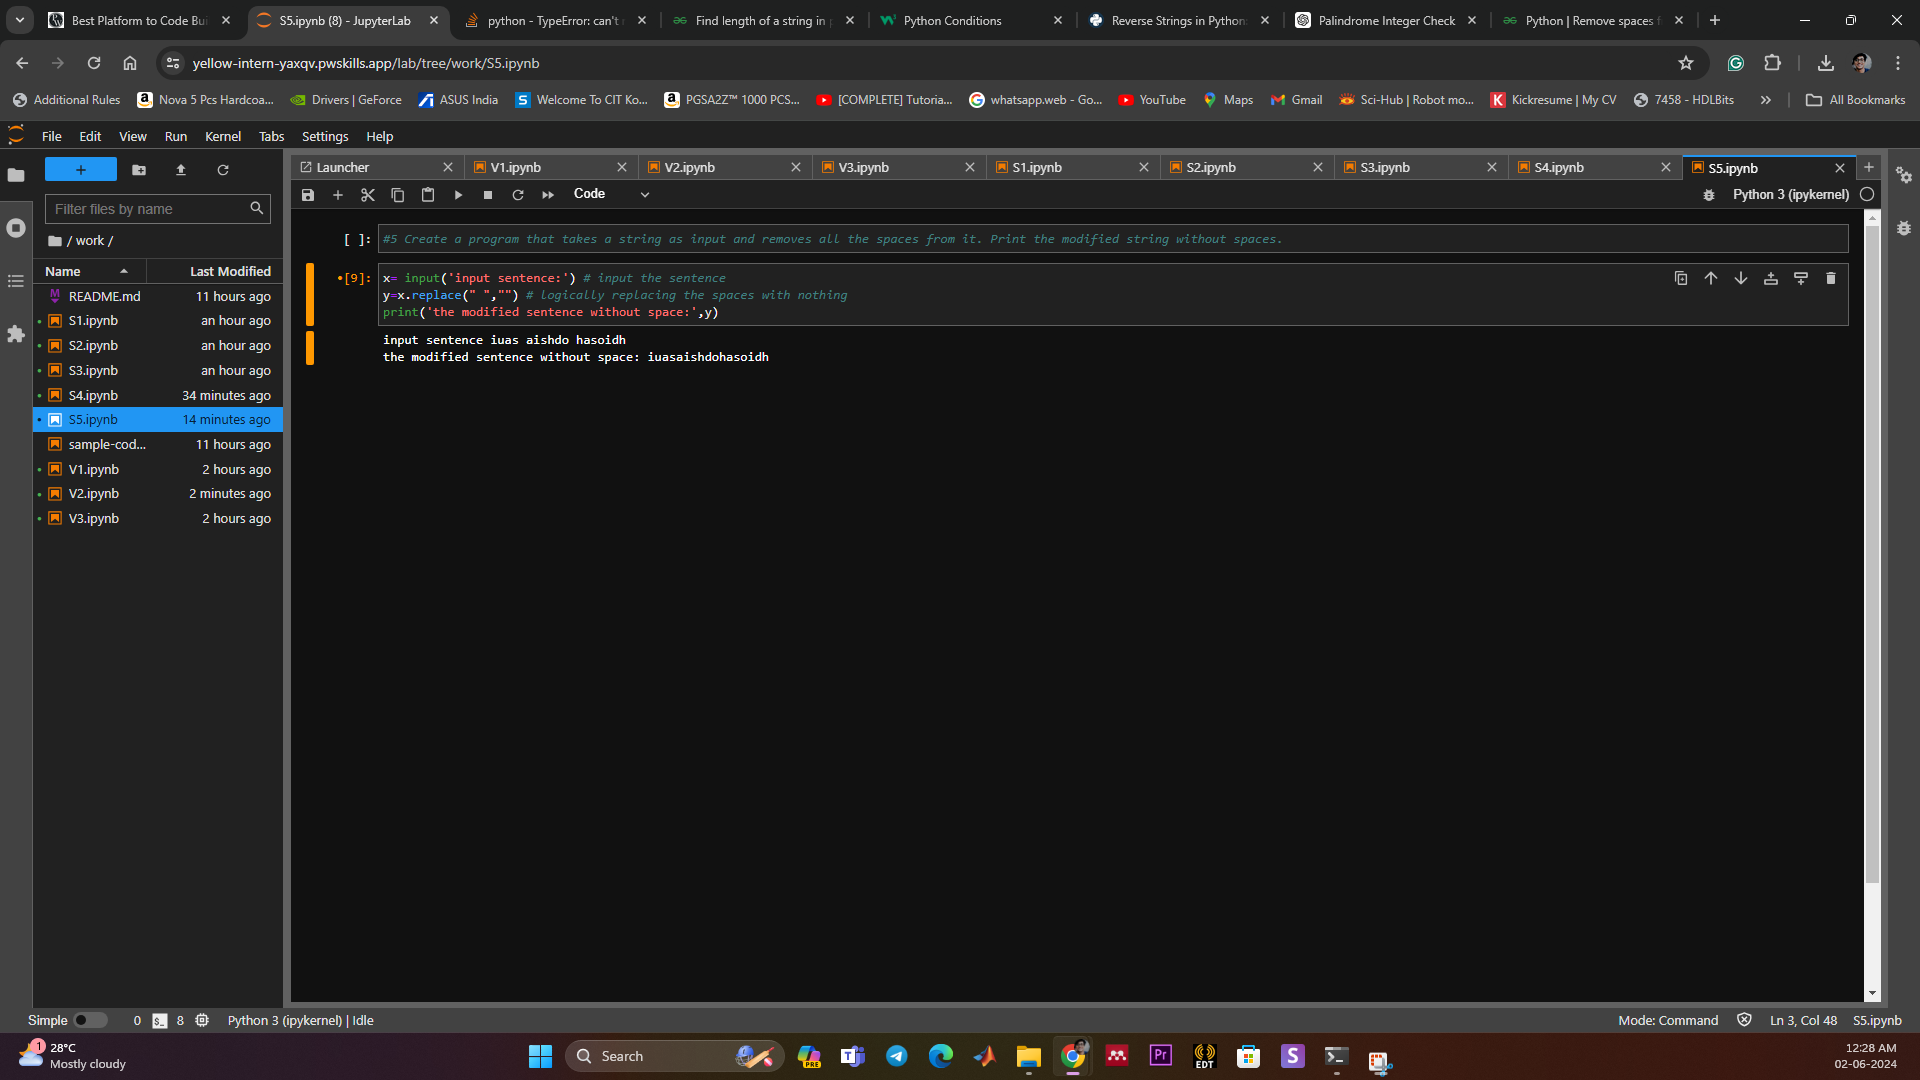 Best Platform to Code Bui
S5.ipynb (8) - JupyterLab
python - TypeError: can't
Find length of a string in
Python Conditions
Reverse Strings in Python
Palindrome Integer Check
Python | Remove spaces
yellow-intern-yaxqv.pwskills.app/lab/tree/work/S5.ipynb
Additional Rules
Nova 5 Pcs Hardcoa...
Drivers | GeForce
ASUS India
Welcome To CIT Ko...
PGSA2Z™ 1000 PCS...
[COMPLETE] Tutoria...
whatsapp.web - Go...
YouTube
Maps
Gmail
Sci-Hub | Robot mo...
Kickresume | My CV
7458 - HDLBits
All Bookmarks
File Edit View Run Kernel Tabs Settings Help
Launcher
V1.ipynb
V2.ipynb
V3.ipynb
S1.ipynb
S2.ipynb
S3.ipynb
S4.ipynb
S5.ipynb
Code
Python 3 (ipykernel)
Filter files by name
/ work /
Name Last Modified
README.md 11 hours ago
S1.ipynb an hour ago
S2.ipynb an hour ago
S3.ipynb an hour ago
S4.ipynb 34 minutes ago
S5.ipynb 14 minutes ago
sample-cod... 11 hours ago
V1.ipynb 2 hours ago
V2.ipynb 2 minutes ago
V3.ipynb 2 hours ago
[ ]: #5 Create a program that takes a string as input and removes all the spaces from it. Print the modified string without spaces.
•[9]: x= input('input sentence:') # input the sentence
y=x.replace(" ","") # logically replacing the spaces with nothing
print('the modified sentence without space:',y)
input sentence iuas aishdo hasoidh
the modified sentence without space: iuasaishdohasoidh
Simple 0 8 Python 3 (ipykernel) | Idle
Mode: Command Ln 3, Col 48 S5.ipynb
1
28°C
Mostly cloudy
Search
PRE
Pr
EDT
S
12:28 AM
02-06-2024